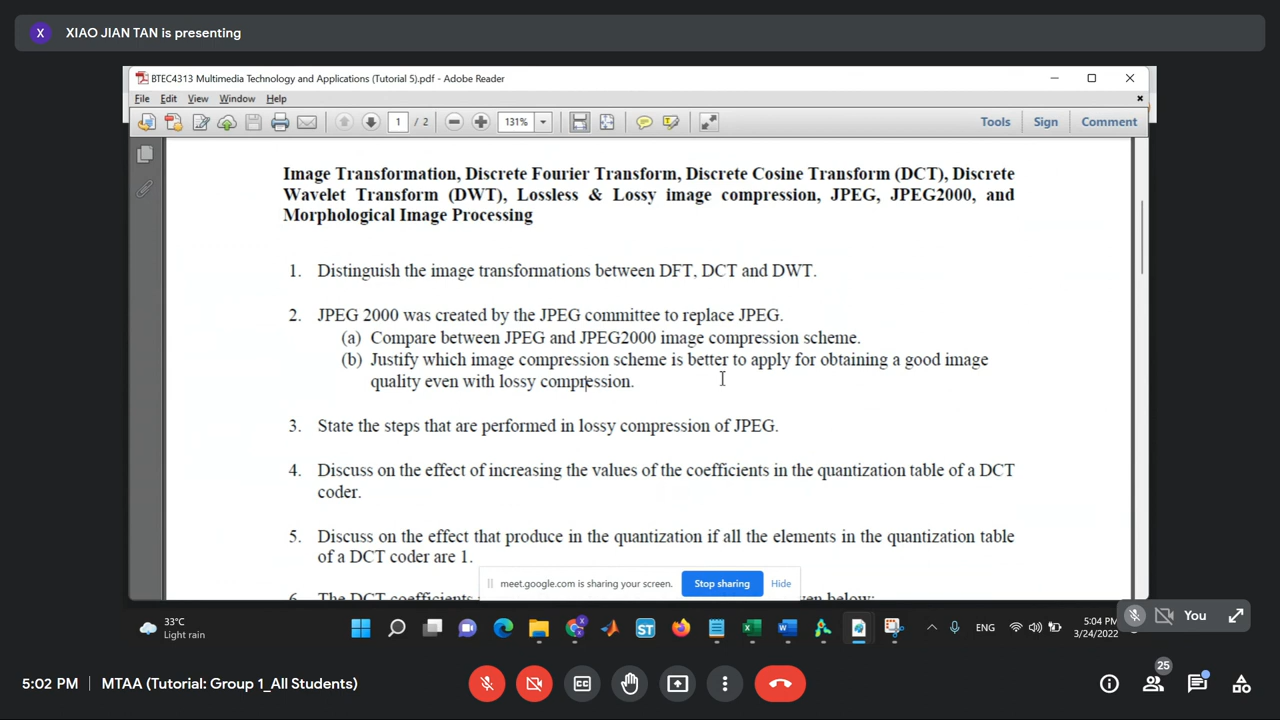 X XIAO JIAN TAN is presenting
BTEC4313 Multimedia Technology and Applications (Tutorial 5).pdf - Adobe Reader
File Edit View Window Help
1 / 2 131% Tools Sign Comment
Image Transformation, Discrete Fourier Transform, Discrete Cosine Transform (DCT), Discrete
Wavelet Transform (DWT), Lossless & Lossy image compression, JPEG, JPEG2000, and
Morphological Image Processing
1. Distinguish the image transformations between DFT, DCT and DWT.
2. JPEG 2000 was created by the JPEG committee to replace JPEG.
(a) Compare between JPEG and JPEG2000 image compression scheme.
(b) Justify which image compression scheme is better to apply for obtaining a good image
quality even with lossy compression.
3. State the steps that are performed in lossy compression of JPEG.
4. Discuss on the effect of increasing the values of the coefficients in the quantization table of a DCT
coder.
5. Discuss on the effect that produce in the quantization if all the elements in the quantization table
of a DCT coder are 1.
meet.google.com is sharing your screen. Stop sharing Hide
6. The DCT coefficients given below:
33°C
Light rain
ST
ENG
5:04 PM
3/24/2022
You
5:02 PM | MTAA (Tutorial: Group 1_All Students)
25